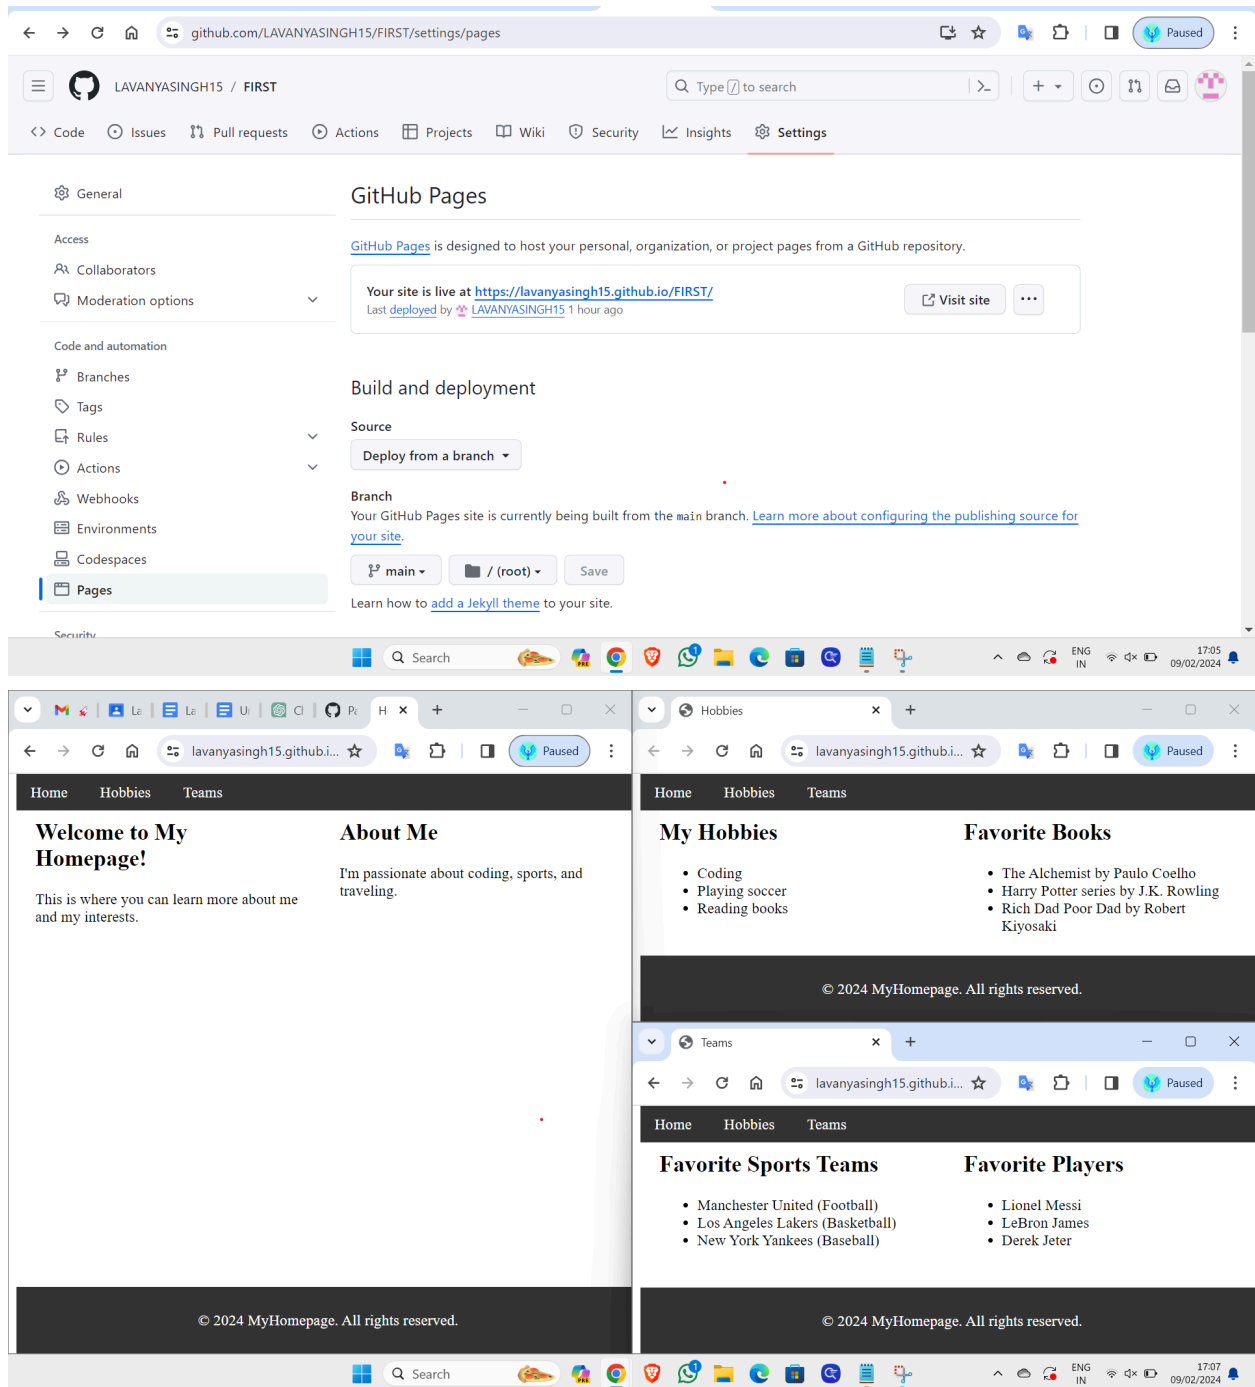 github.com/LAVANYASINGH15/FIRST/settings/pages
Paused
LAVANYASINGH15 / FIRST
Type / to search
Code Issues Pull requests Actions Projects Wiki Security Insights Settings
General
Access
Collaborators
Moderation options
Code and automation
Branches
Tags
Rules
Actions
Webhooks
Environments
Codespaces
Pages
Security
GitHub Pages
GitHub Pages is designed to host your personal, organization, or project pages from a GitHub repository.
Your site is live at https://lavanyasingh15.github.io/FIRST/
Last deployed by LAVANYASINGH15 1 hour ago
Visit site
Build and deployment
Source
Deploy from a branch
Branch
Your GitHub Pages site is currently being built from the main branch. Learn more about configuring the publishing source for
your site.
main / (root) Save
Learn how to add a Jekyll theme to your site.
Search
PRE
1
ENG
IN
17:05
09/02/2024
La La U Cl Pa H
lavanyasingh15.github.i...
Paused
Home Hobbies Teams
Welcome to My
Homepage!
This is where you can learn more about me
and my interests.
About Me
I'm passionate about coding, sports, and
traveling.
© 2024 MyHomepage. All rights reserved.
Hobbies
lavanyasingh15.github.i...
Paused
Home Hobbies Teams
My Hobbies
• Coding
• Playing soccer
• Reading books
Favorite Books
• The Alchemist by Paulo Coelho
• Harry Potter series by J.K. Rowling
• Rich Dad Poor Dad by Robert
Kiyosaki
© 2024 MyHomepage. All rights reserved.
Teams
lavanyasingh15.github.i...
Paused
Home Hobbies Teams
Favorite Sports Teams
• Manchester United (Football)
• Los Angeles Lakers (Basketball)
• New York Yankees (Baseball)
Favorite Players
• Lionel Messi
• LeBron James
• Derek Jeter
© 2024 MyHomepage. All rights reserved.
Search
PRE
1
ENG
IN
17:07
09/02/2024